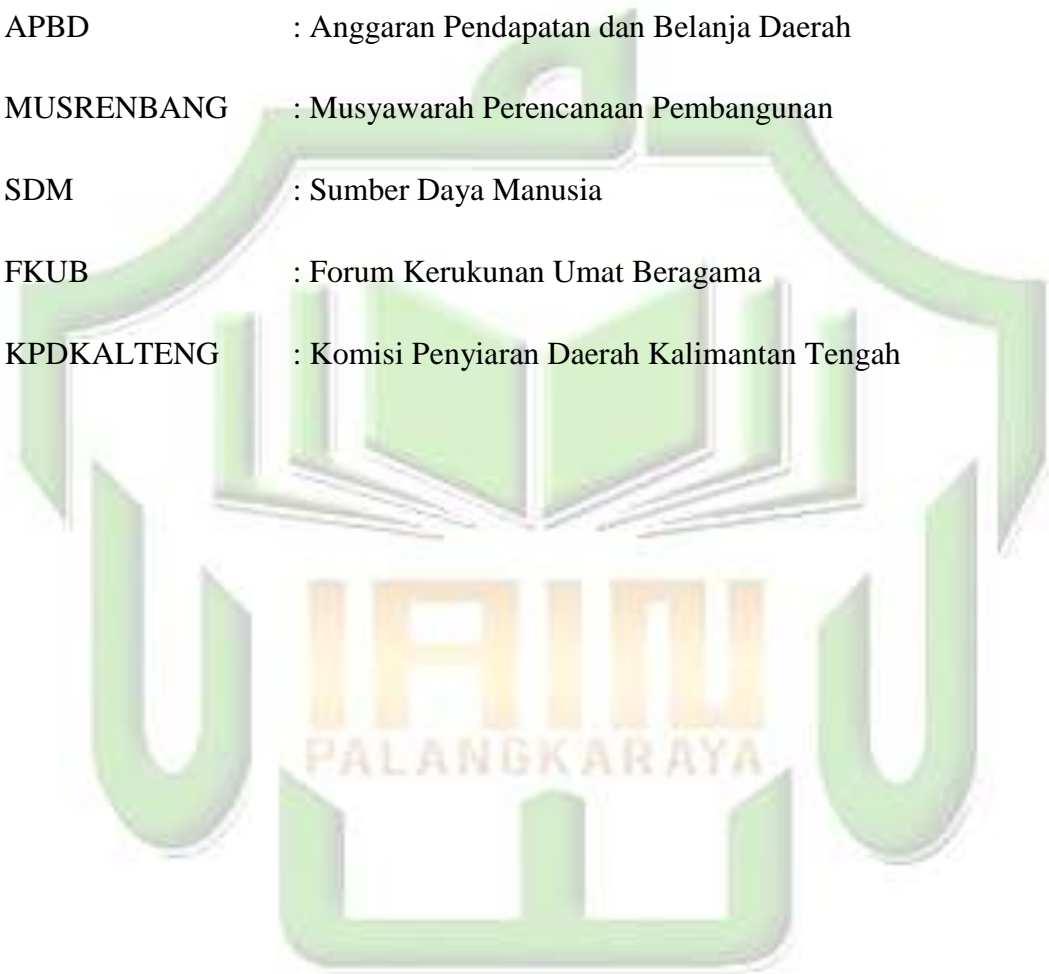 APBD : Anggaran Pendapatan dan Belanja Daerah
MUSRENBANG : Musyawarah Perencanaan Pembangunan
SDM : Sumber Daya Manusia
FKUB : Forum Kerukunan Umat Beragama
KPDKALTENG : Komisi Penyiaran Daerah Kalimantan Tengah
IAIN
PALANGKARAYA